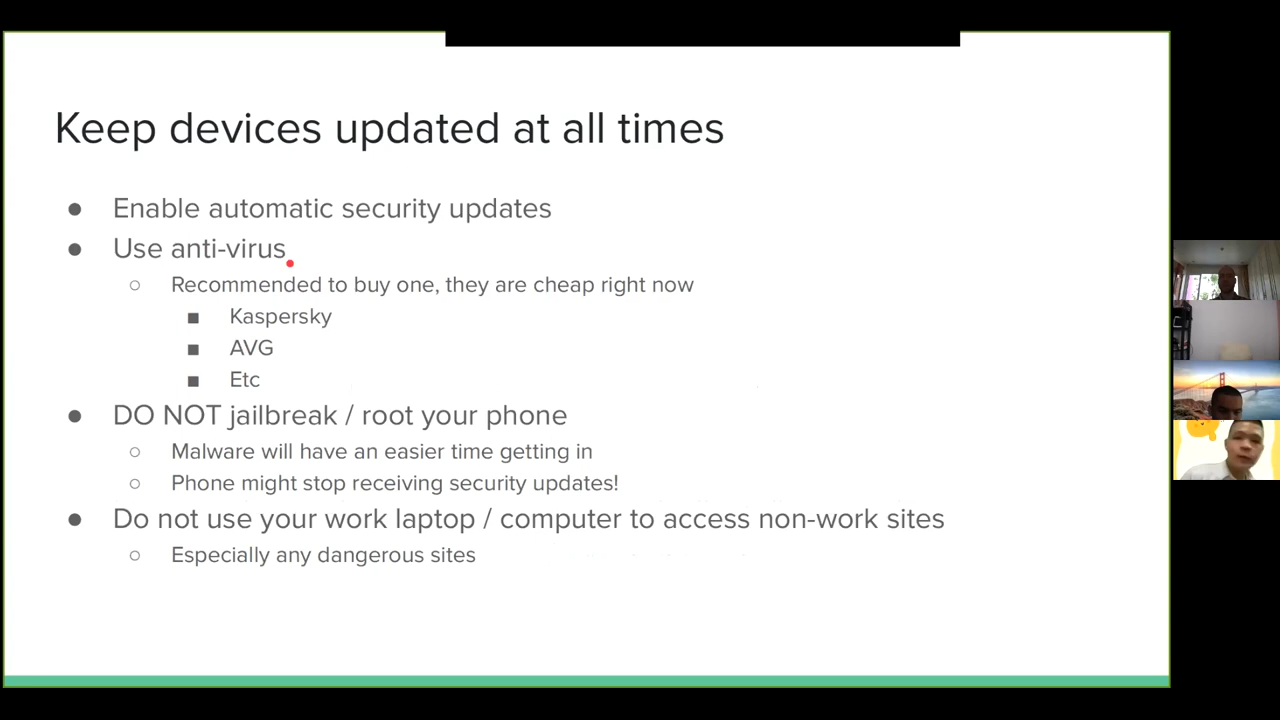 Keep devices updated at all times
● Enable automatic security updates
● Use anti-virus
○ Recommended to buy one, they are cheap right now
■ Kaspersky
■ AVG
■ Etc
● DO NOT jailbreak / root your phone
○ Malware will have an easier time getting in
○ Phone might stop receiving security updates!
● Do not use your work laptop / computer to access non-work sites
○ Especially any dangerous sites